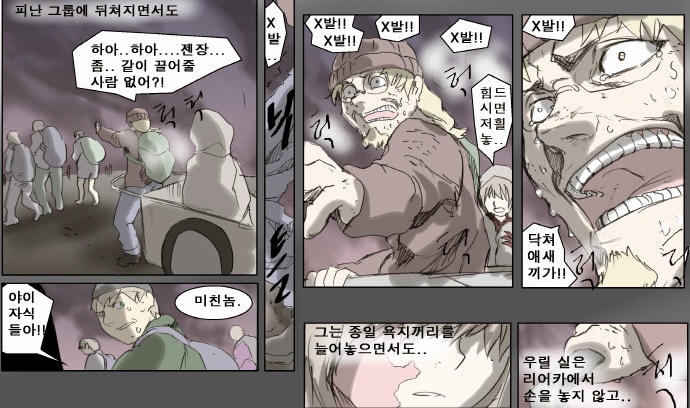 피난 그룹에 뒤쳐지면서도
하아..하아....젠장...
좀.. 같이 끌어줄
사람 없어?!
헉
헉
야이
자식
들아!!
미친놈.
X
발
..
X발!!
X발!!
X발!!
X발!!
헉
헉
힘드
시면
저흴
놓..
X발!!
닥쳐
애새
끼가!!
헉
헉
그는 종일 욕지꺼리를
늘어놓으면서도..
우릴 실은
리어카에서
손을 놓지 않고..